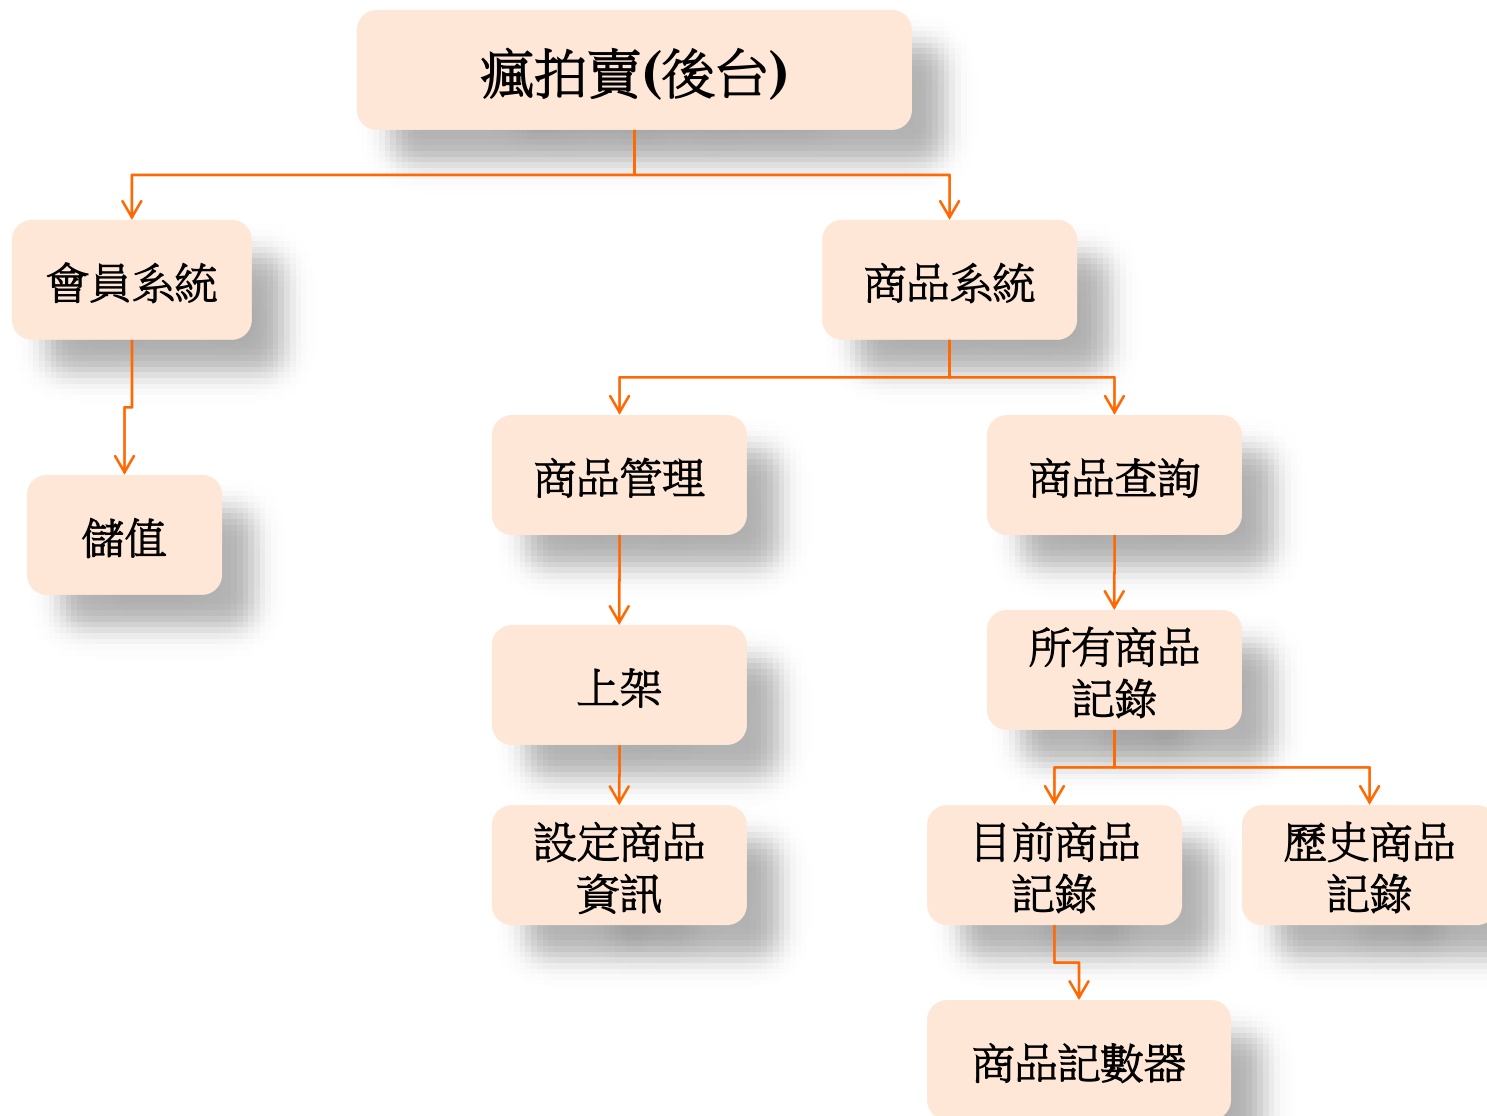 瘋拍賣(後台)
會員系統
商品系統
商品管理
商品查詢
儲值
上架
所有商品
記錄
設定商品
資訊
目前商品
記錄
歷史商品
記錄
商品記數器